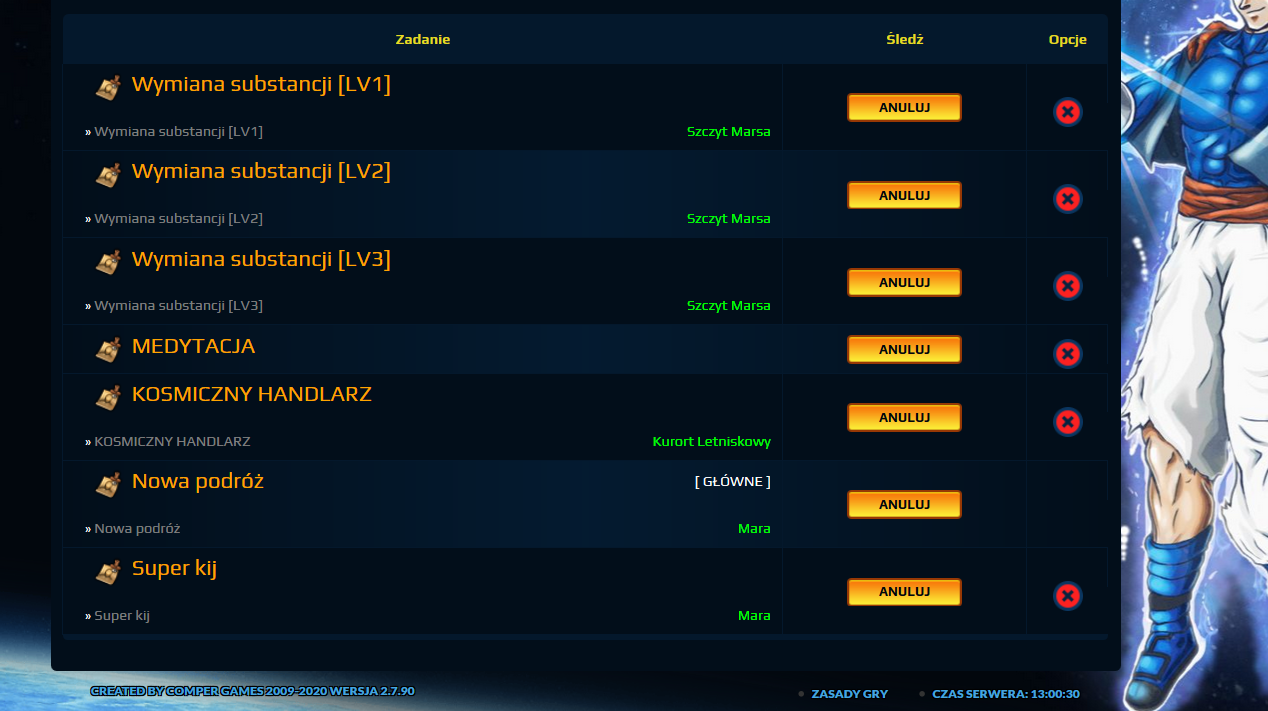 Zadanie Śledź Opcje
Wymiana substancji [LV1]
ANULUJ
» Wymiana substancji [LV1] Szczyt Marsa
Wymiana substancji [LV2]
ANULUJ
» Wymiana substancji [LV2] Szczyt Marsa
Wymiana substancji [LV3]
ANULUJ
» Wymiana substancji [LV3] Szczyt Marsa
MEDYTACJA ANULUJ
KOSMICZNY HANDLARZ
ANULUJ
» KOSMICZNY HANDLARZ Kurort Letniskowy
Nowa podróż [ GŁÓWNE ]
ANULUJ
» Nowa podróż Mara
Super kij
ANULUJ
» Super kij Mara
CREATED BY COMPER GAMES 2009-2020 WERSJA 2.7.90 ZASADY GRY CZAS SERWERA: 13:00:30